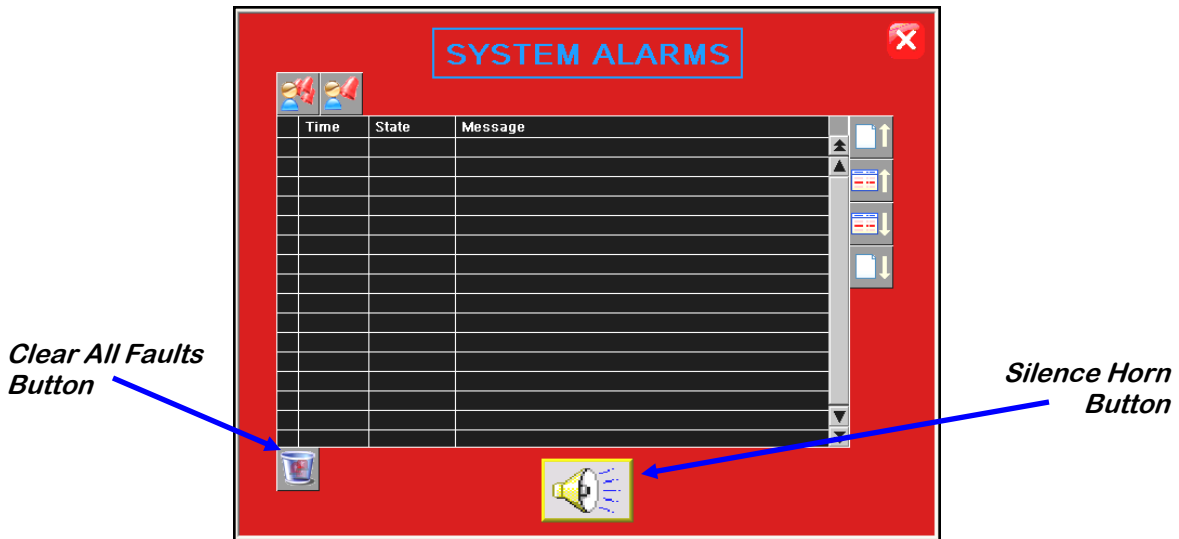 SYSTEM ALARMS
Time State Message
Clear All Faults
Button
Silence Horn
Button